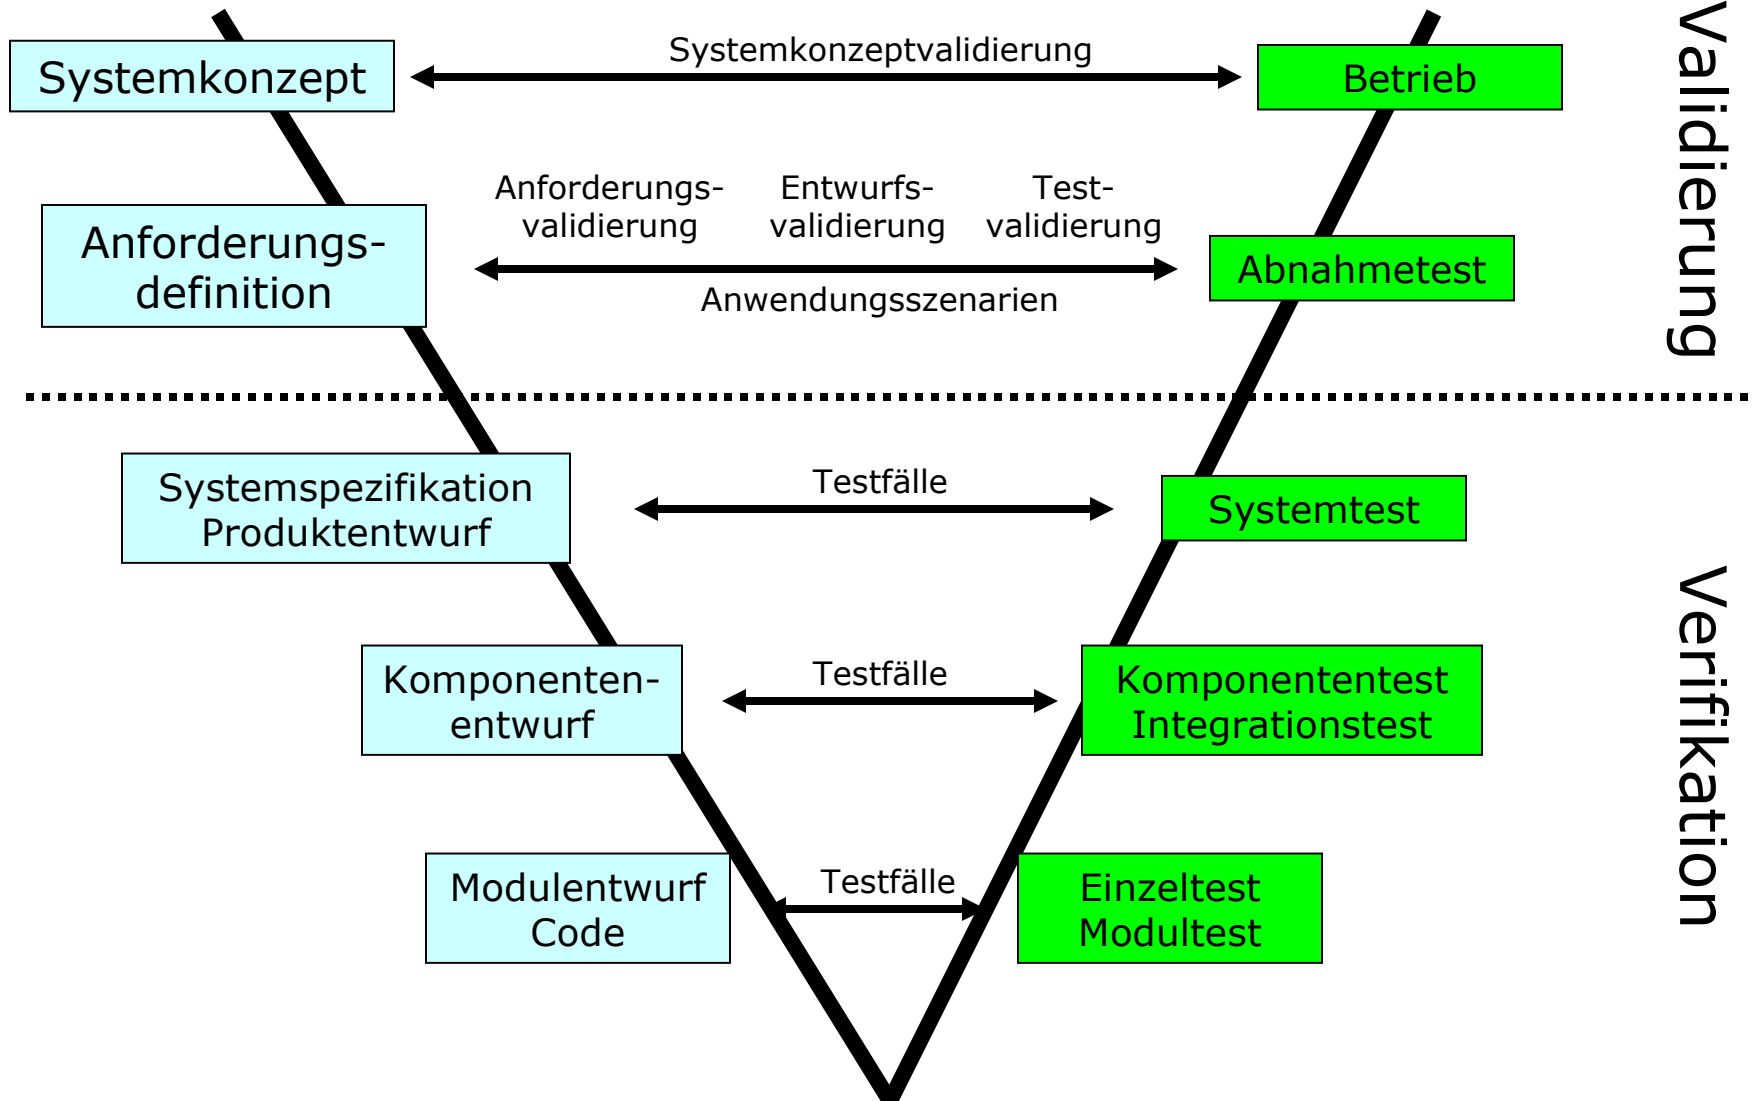 Systemkonzept
Systemkonzeptvalidierung
Betrieb
Validierung
Anforderungs-
definition
Anforderungs-
validierung
Entwurfs-
validierung
Test-
validierung
Anwendungsszenarien
Abnahmetest
Systemspezifikation
Produktentwurf
Testfälle
Systemtest
Verifikation
Komponenten-
entwurf
Testfälle
Komponententest
Integrationstest
Modulentwurf
Code
Testfälle
Einzeltest
Modultest